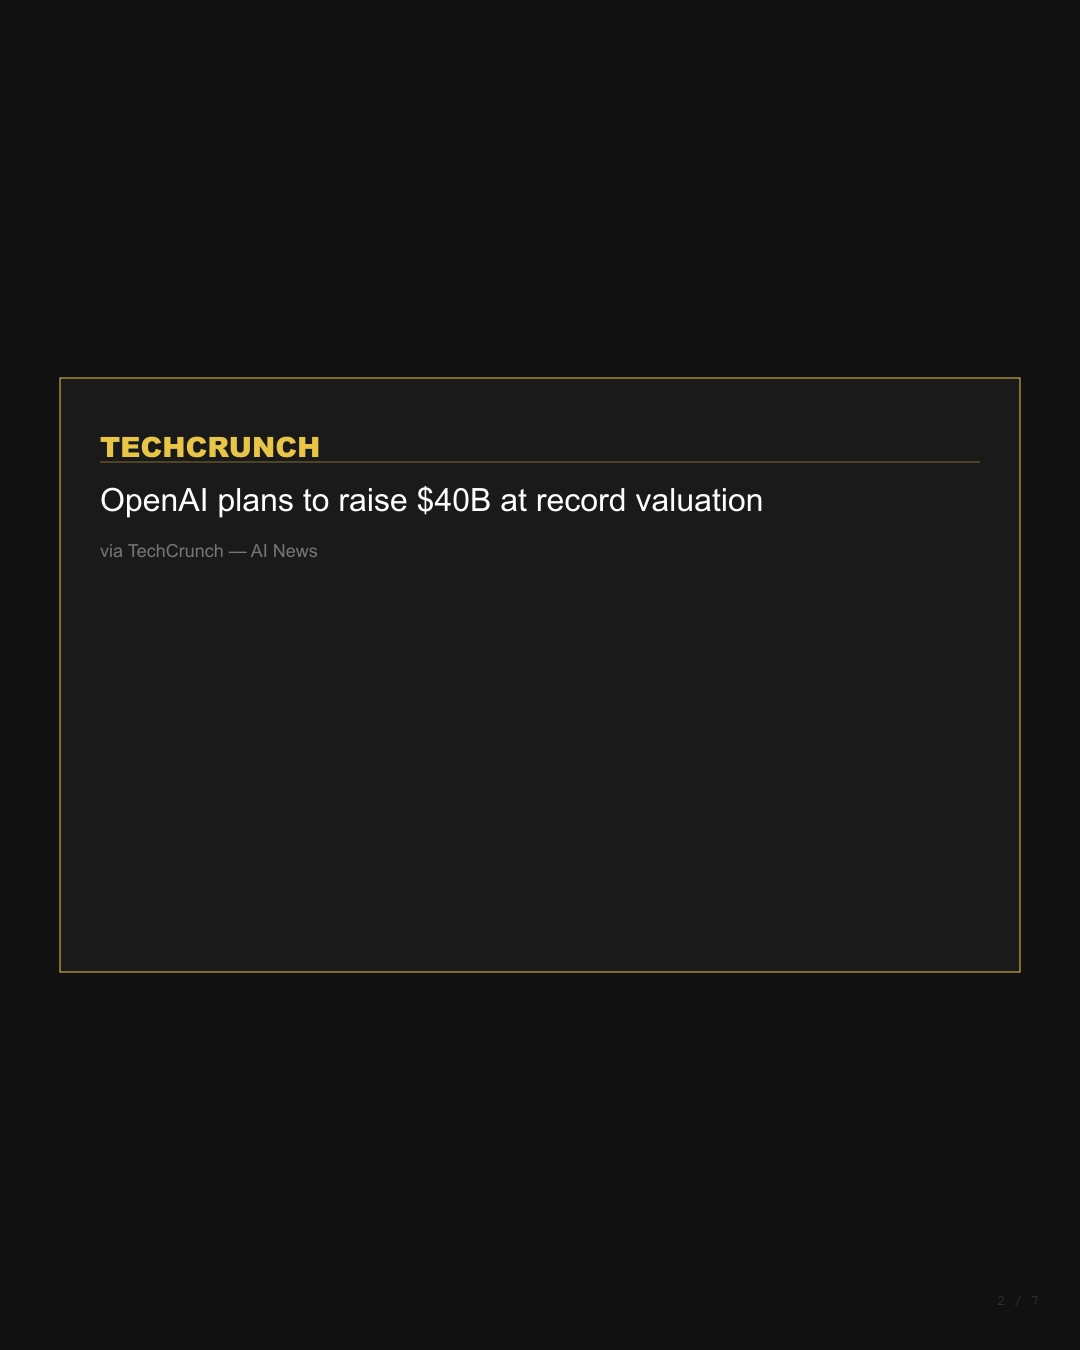 TECHCRUNCH
OpenAI plans to raise $40B at record valuation
via TechCrunch — AI News
2 / 7